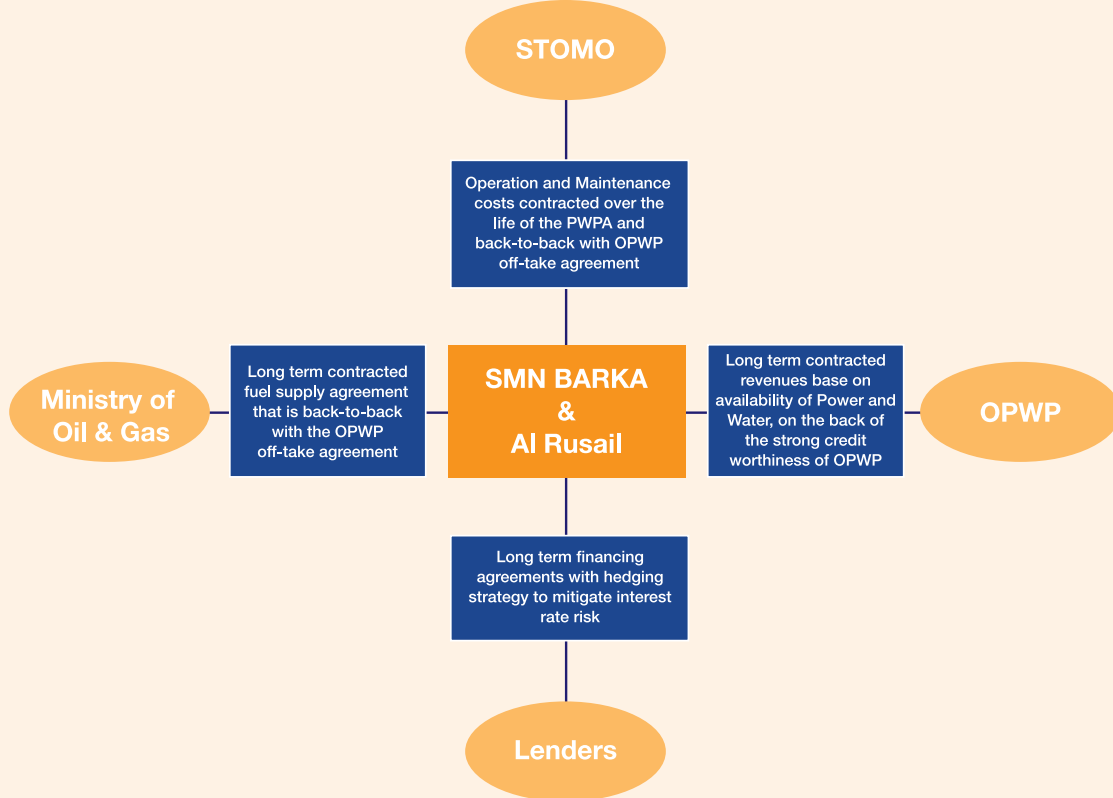 STOMO
Operation and Maintenance
costs contracted over the
life of the PWPA and
back-to-back with OPWP
off-take agreement
Ministry of
Oil & Gas
Long term contracted
fuel supply agreement
that is back-to-back
with the OPWP
off-take agreement
SMN BARKA
&
Al Rusail
Long term contracted
revenues base on
availability of Power and
Water, on the back of
the strong credit
worthiness of OPWP
OPWP
Long term financing
agreements with hedging
strategy to mitigate interest
rate risk
Lenders